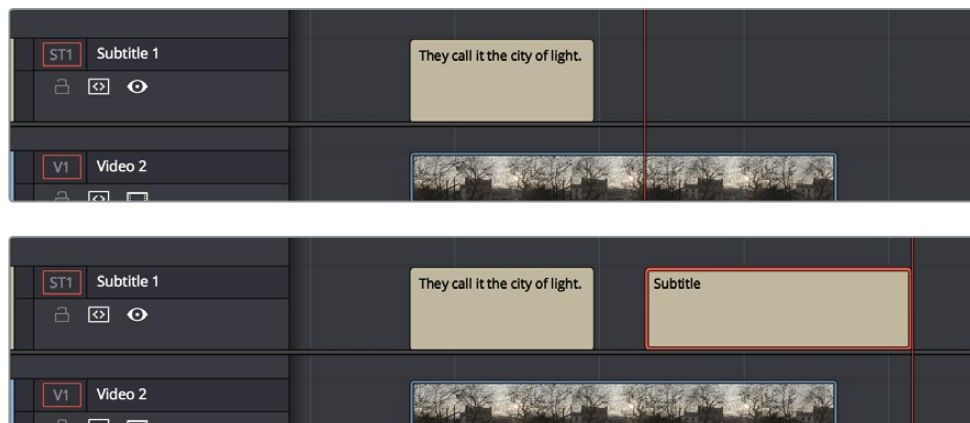 ST1 Subtitle 1 They call it the city of light.
V1 Video 2
ST1 Subtitle 1 They call it the city of light. Subtitle
V1 Video 2